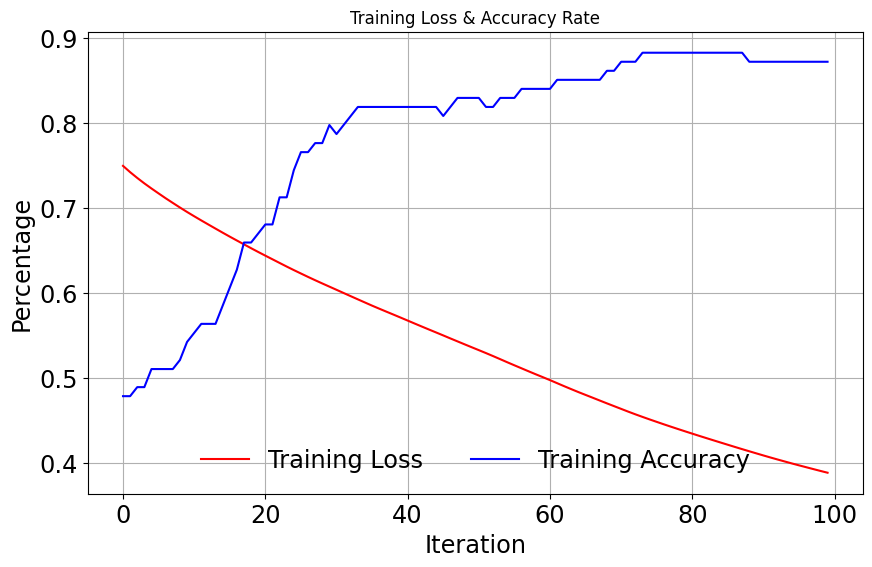 Training Loss & Accuracy Rate
0.9
0.8
0.7
0.6
0.5
0.4
Percentage
Training Loss Training Accuracy
0 20 40 60 80 100
Iteration